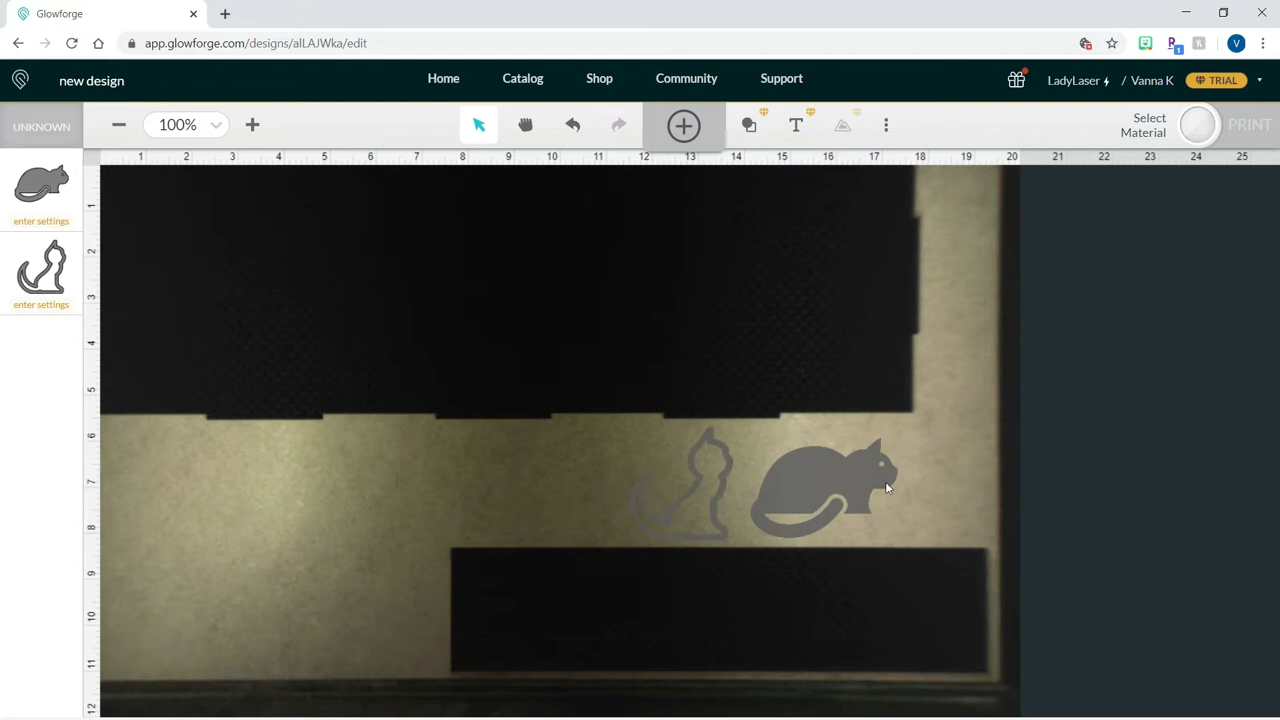 Glowforge
app.glowforge.com/designs/alLAJWka/edit
1
V
new design
Home
Catalog
Shop
Community
Support
LadyLaser
/ Vanna K
TRIAL
UNKNOWN
100%
T
Select
Material
PRINT
1 2 3 4 5 6 7 8 9 10 11 12 13 14 15 16 17 18 19 20 21 22 23 24 25
enter settings
enter settings
1
2
3
4
5
6
7
8
9
10
11
12